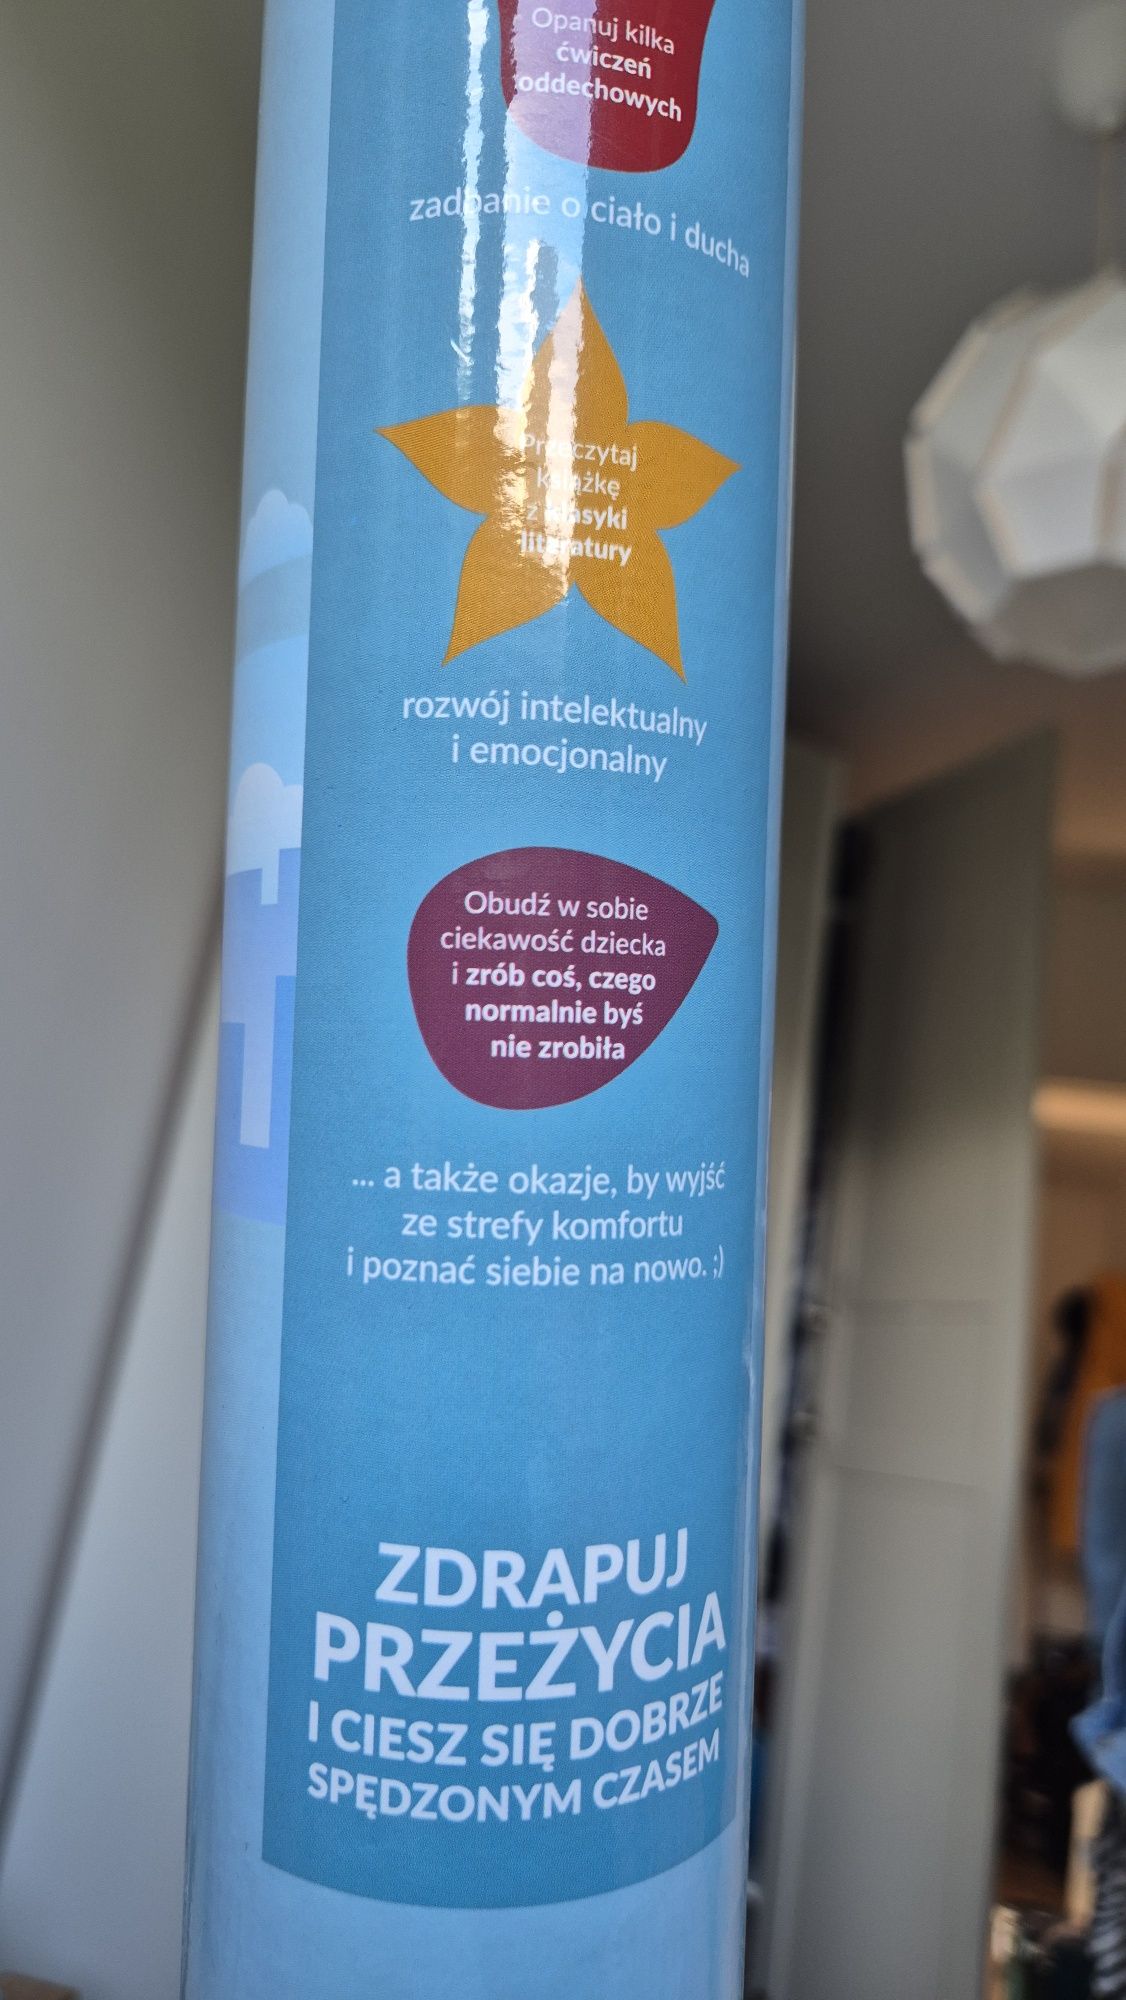 Opanuj kilka
ćwiczeń
oddechowych
zadbanie o ciało i ducha
Przeczytaj
książkę
z klasyki
literatury
rozwój intelektualny
i emocjonalny
Obudź w sobie
ciekawość dziecka
i zrób coś, czego
normalnie byś
nie zrobiła
... a także okazje, by wyjść
ze strefy komfortu
i poznać siebie na nowo. ;)
ZDRAPUJ
PRZEŻYCIA
I CIESZ SIĘ DOBRZE
SPĘDZONYM CZASEM